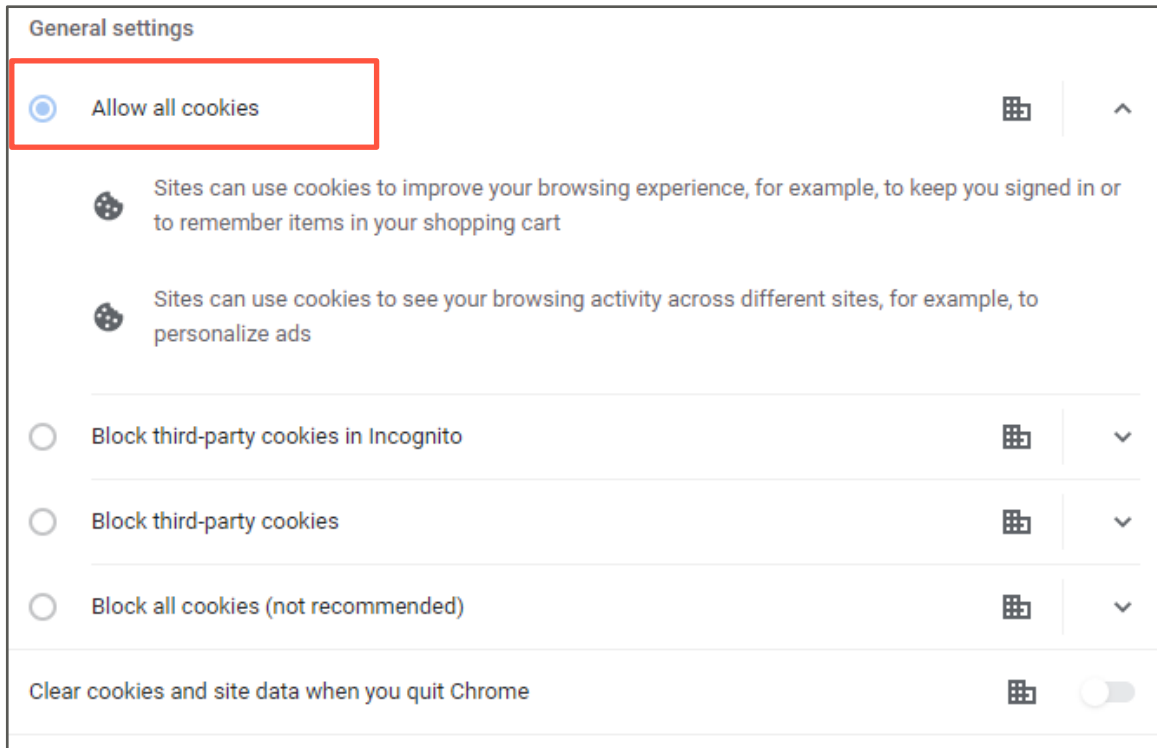 General settings
Allow all cookies
Sites can use cookies to improve your browsing experience, for example, to keep you signed in or
to remember items in your shopping cart
Sites can use cookies to see your browsing activity across different sites, for example, to
personalize ads
Block third-party cookies in Incognito
Block third-party cookies
Block all cookies (not recommended)
Clear cookies and site data when you quit Chrome